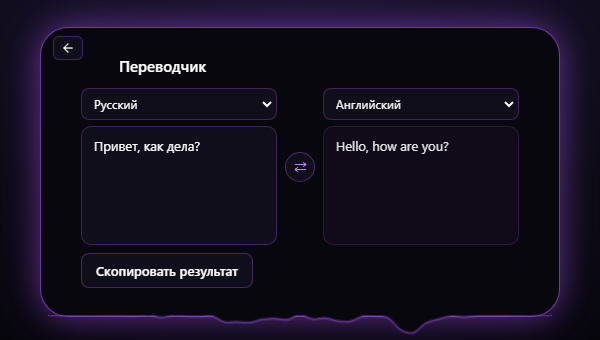 Переводчик
Русский
Английский
Привет, как дела?
Hello, how are you?
Скопировать результат